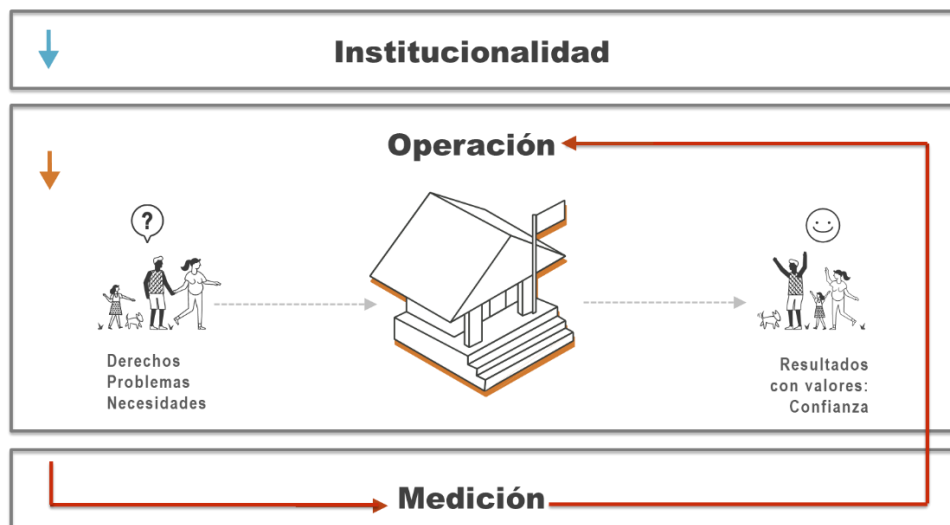 Institucionalidad
Operación
?
Derechos
Problemas
Necesidades
Resultados
con valores:
Confianza
Medición